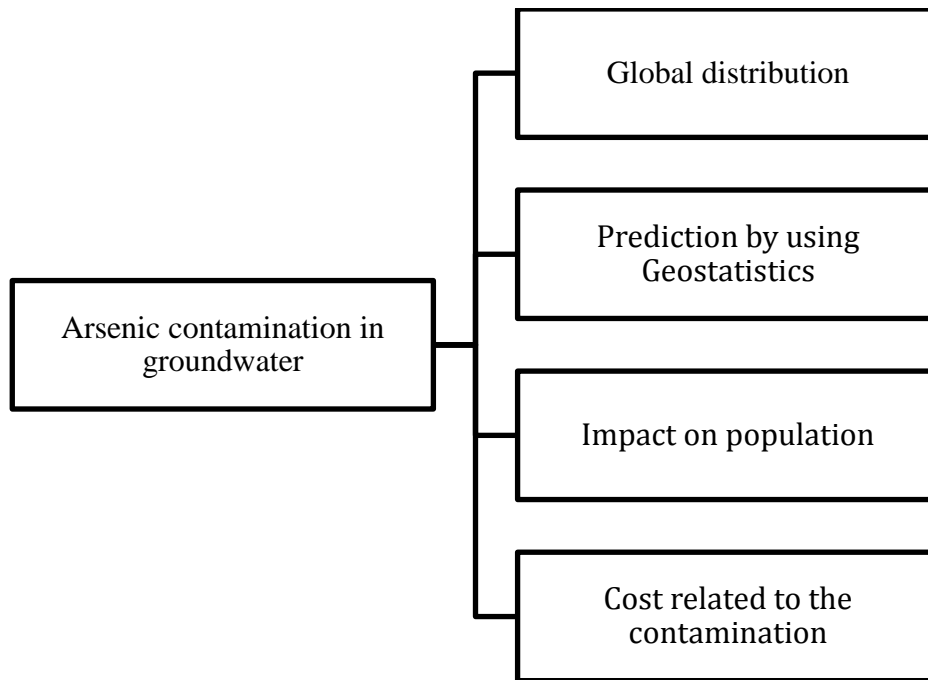 Global distribution
Prediction by using
Geostatistics
Arsenic contamination in
groundwater
Impact on population
Cost related to the
contamination